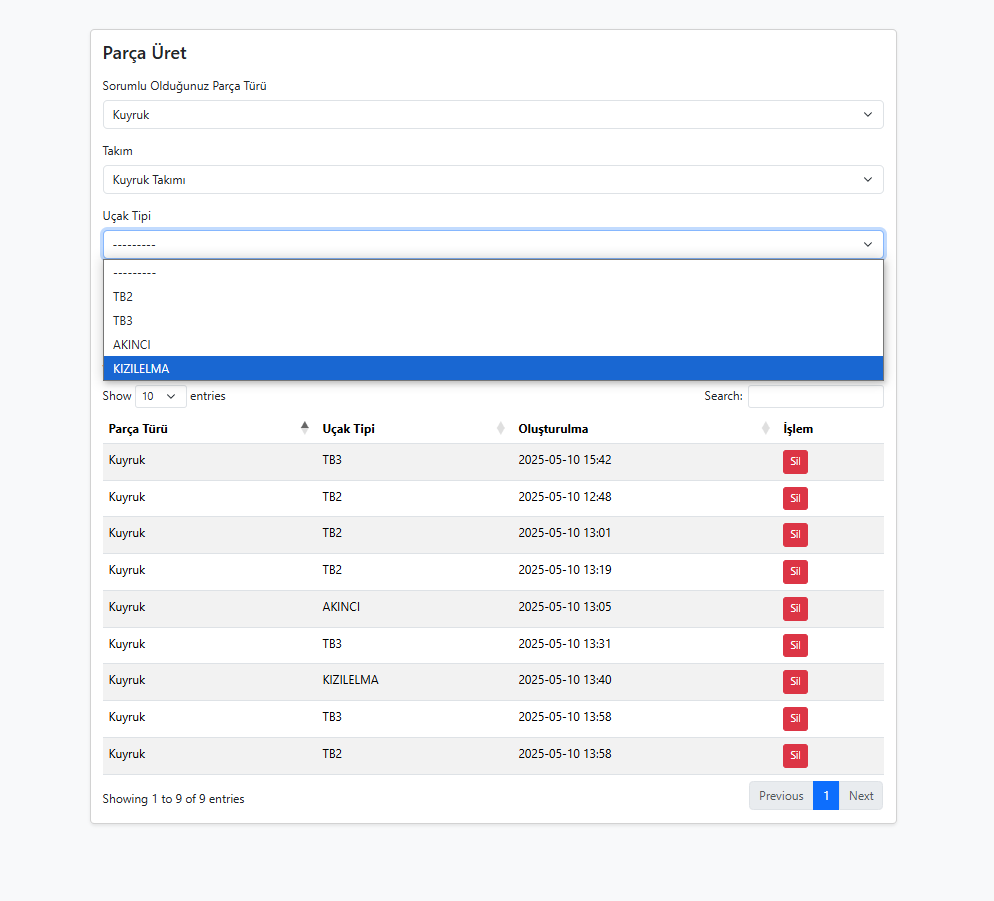 Parça Üret
Sorumlu Olduğunuz Parça Türü
Kuyruk
Takım
Kuyruk Takımı
Uçak Tipi
---------
---------
TB2
TB3
AKINCI
KIZILELMA
Show 10 entries Search:
Parça Türü Uçak Tipi Oluşturulma İşlem
Kuyruk TB3 2025-05-10 15:42 Sil
Kuyruk TB2 2025-05-10 12:48 Sil
Kuyruk TB2 2025-05-10 13:01 Sil
Kuyruk TB2 2025-05-10 13:19 Sil
Kuyruk AKINCI 2025-05-10 13:05 Sil
Kuyruk TB3 2025-05-10 13:31 Sil
Kuyruk KIZILELMA 2025-05-10 13:40 Sil
Kuyruk TB3 2025-05-10 13:58 Sil
Kuyruk TB2 2025-05-10 13:58 Sil
Showing 1 to 9 of 9 entries Previous 1 Next